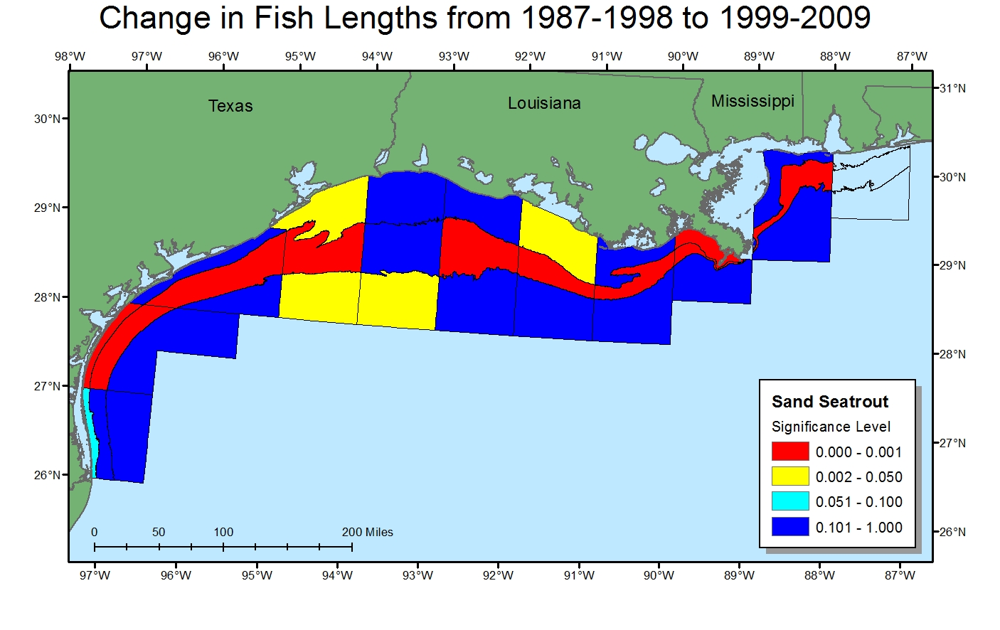 Change in Fish Lengths from 1987-1998 to 1999-2009
98°W 97°W 96°W 95°W 94°W 93°W 92°W 91°W 90°W 89°W 88°W 87°W
31°N
Texas Louisiana Mississippi
30°N
30°N
29°N
29°N
28°N
28°N
27°N
Sand Seatrout
Significance Level
0.000 - 0.001
27°N
26°N
0.002 - 0.050
0.051 - 0.100
0.101 - 1.000
26°N
0 50 100 200 Miles
97°W 96°W 95°W 94°W 93°W 92°W 91°W 90°W 89°W 88°W 87°W